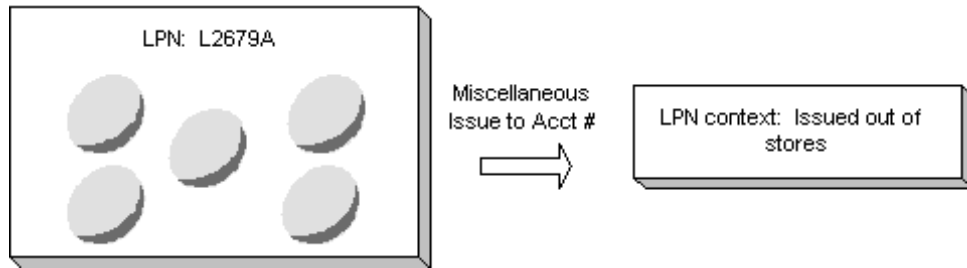 LPN: L2679A
Miscellaneous
Issue to Acct #
LPN context: Issued out of
stores